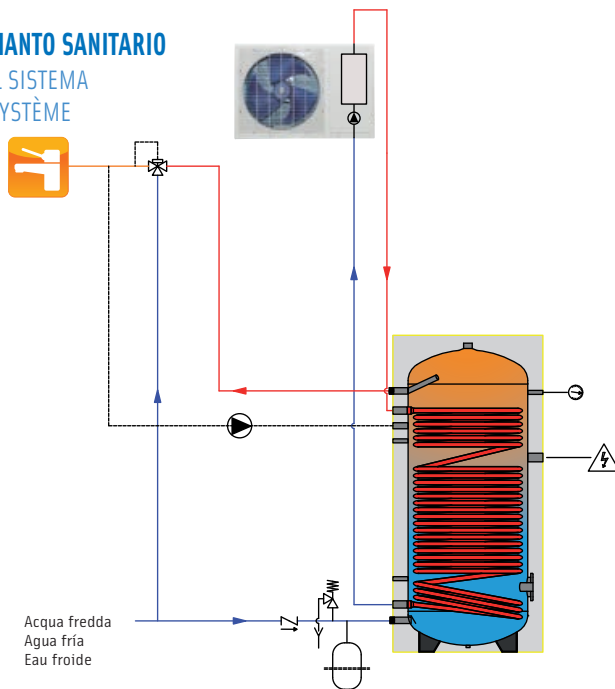 IANTO SANITARIO
SISTEMA
YSTÈME
Acqua fredda
Agua fría
Eau froide